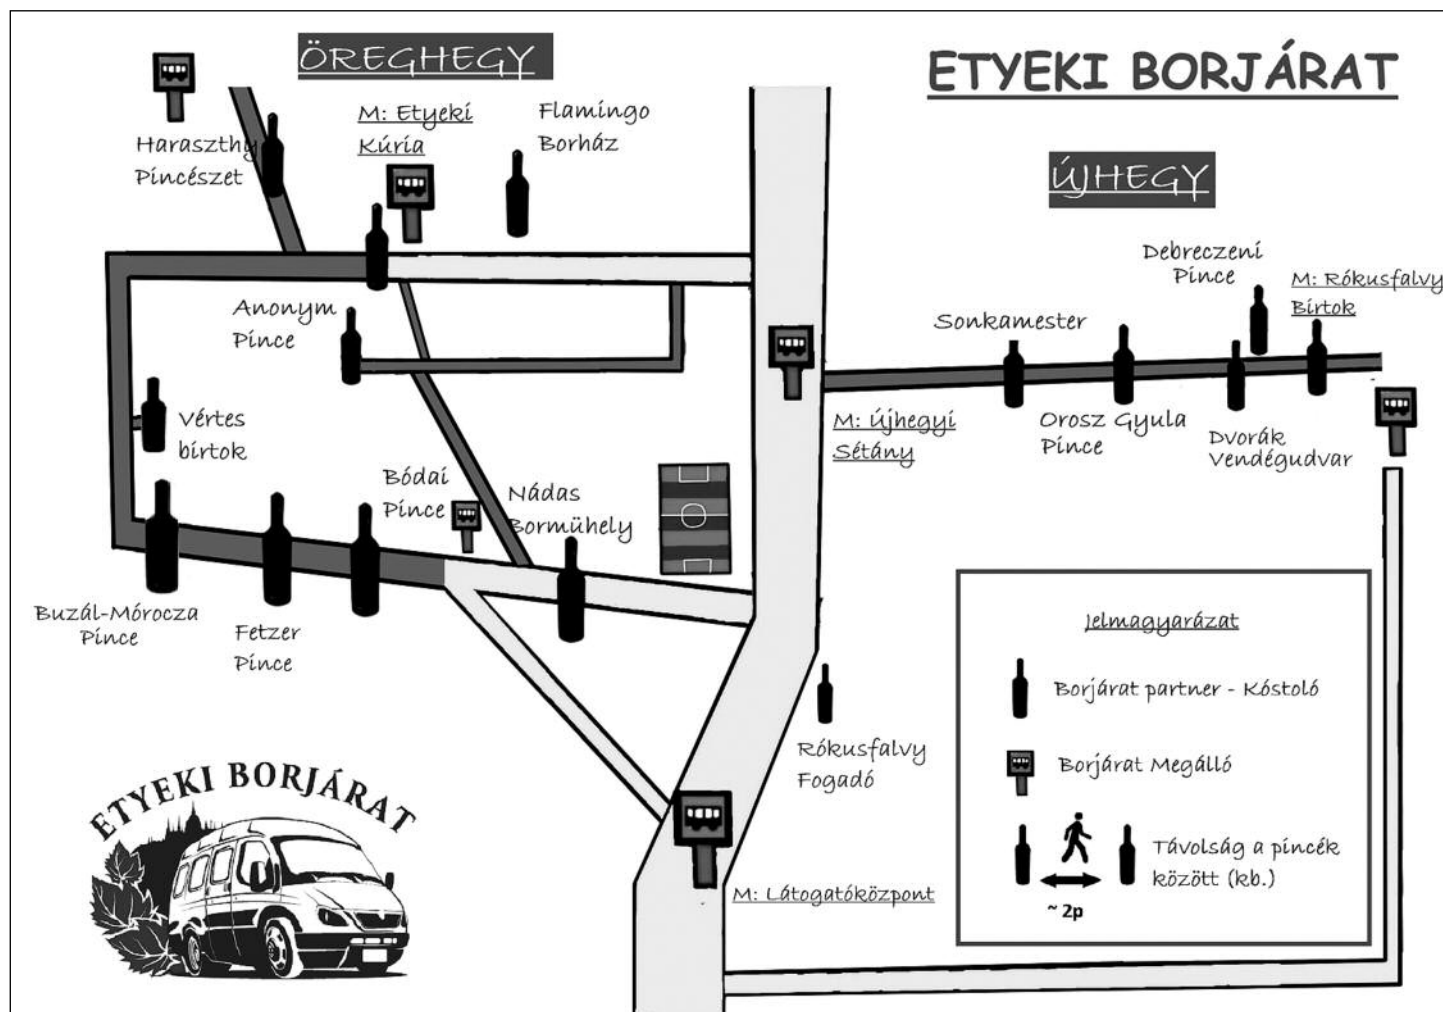 ÖREGHEGY
ETYEKI BORJÁRAT
ÚJHEGY
Haraszthy
Pincészet
M: Etyeki
Kúria
Flamingo
Borház
Anonym
Pince
Vértes
birtok
Bódai
Pince
Nádas
Borműhely
Buzál-Mórocza
Pince
Fetzer
Pince
Debreczeni
Pince
M: Rókusfalvy
Birtok
Sonkamester
M: Újhegyi
Sétány
Orosz Gyula
Pince
Dvorák
Vendégudvar
Rókusfalvy
Fogadó
M: Látogatóközpont
Jelmagyarázat
Borjárat partner - Kóstoló
Borjárat Megálló
Távolság a pincék
között (kb.)
~ 2p
ETYEKI BORJÁRAT